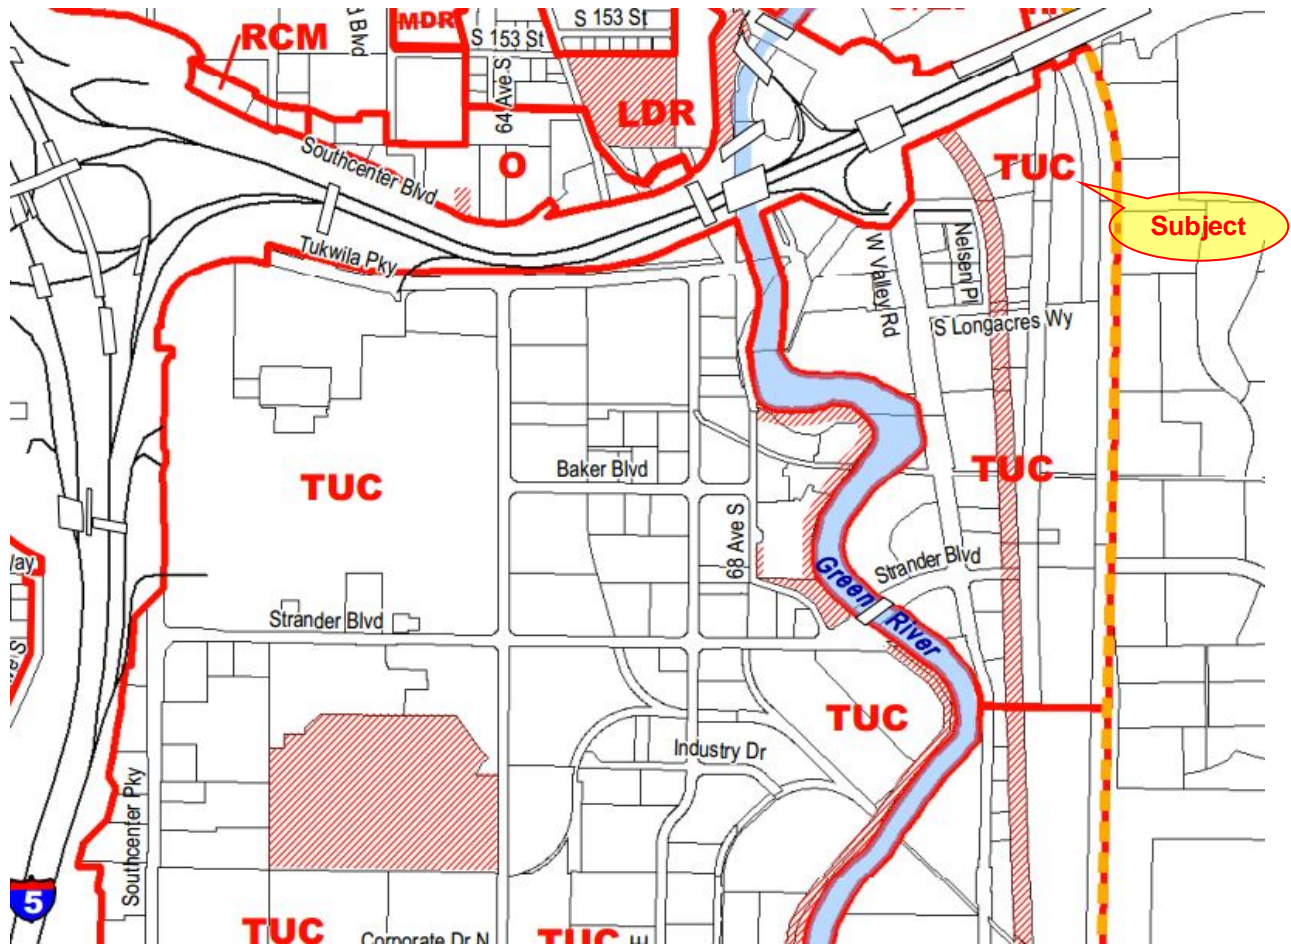 S 153 St
MDR
d Blvd
RCM
S 153 St
64 Ave S
LDR
Southcenter Blvd
O
TUC
Subject
Tukwila Pky
W Valley Rd
Nelsen Pl
S Longacres Wy
Baker Blvd
TUC
TUC
68 Ave S
Green River
Strander Blvd
lay
Strander Blvd
TUC
Industry Dr
Southcenter Pky
5
TUC
Corporate Dr N
TUC